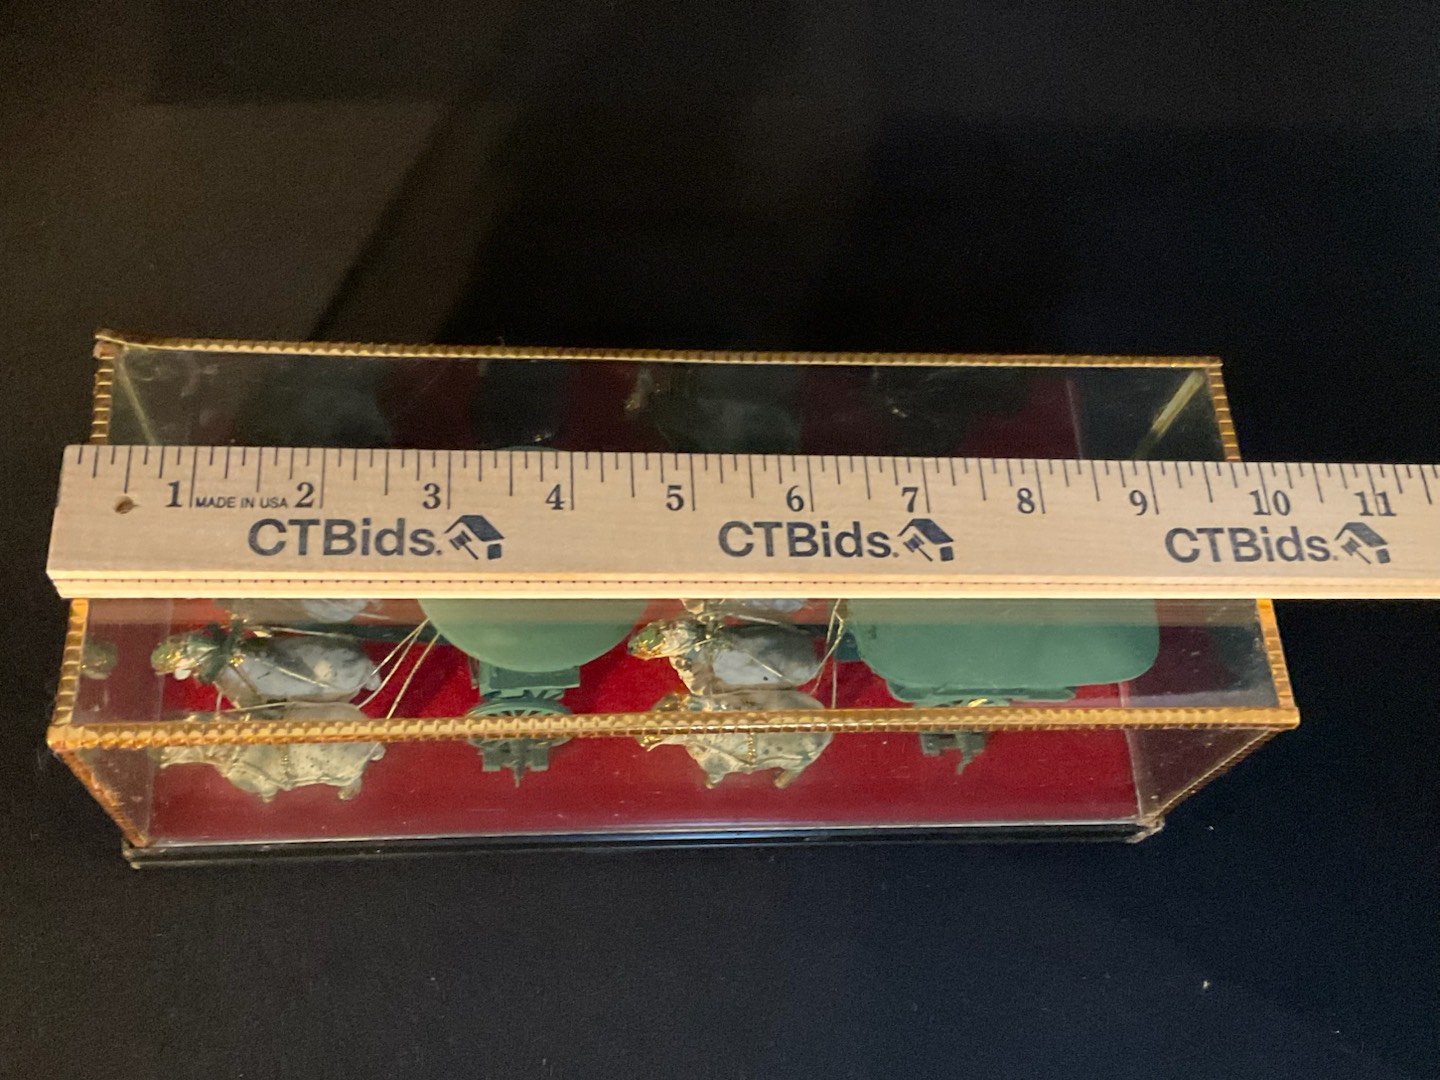 1 MADE IN USA 2 3 4 5 6 7 8 9 10 11
CTBids. CTBids. CTBids.